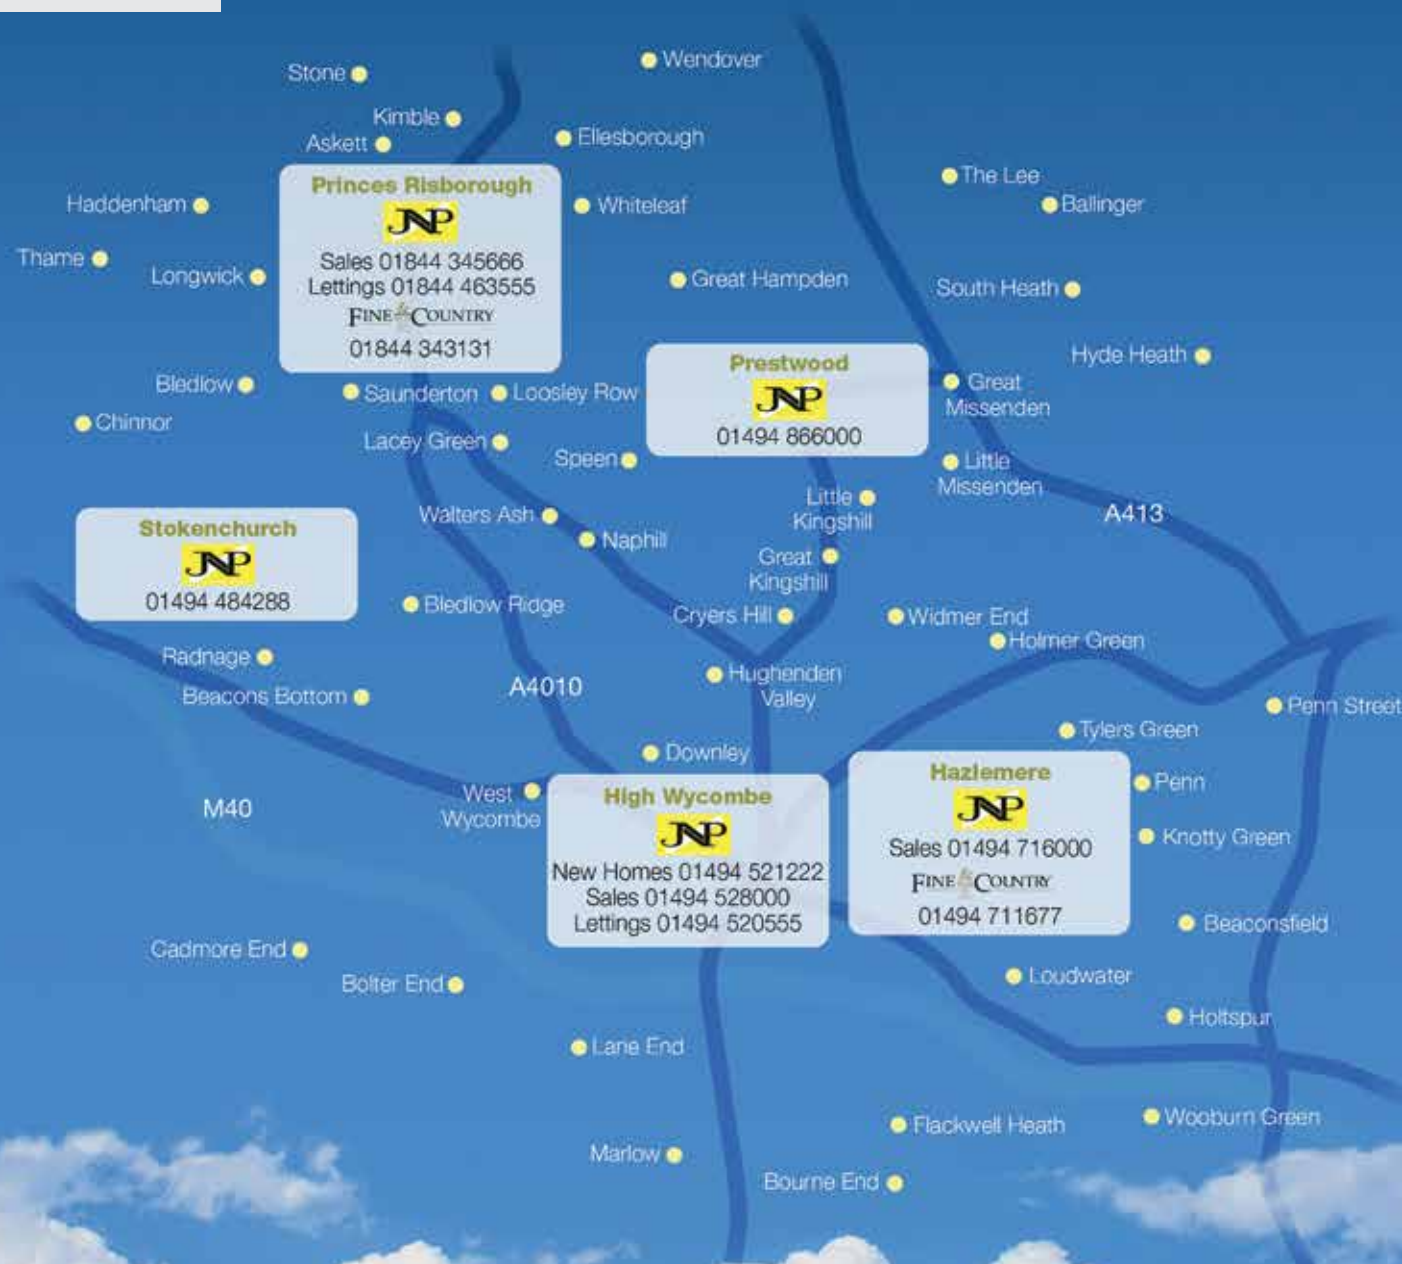 Stone
Wendover
Kimble
Askett
Ellesborough
The Lee
Ballinger
Haddenham
Princes Risborough
JNP
Sales 01844 345666
Lettings 01844 463555
FINE & COUNTRY
01844 343131
Whiteleaf
Thame
Longwick
Great Hampden
South Heath
Hyde Heath
Bledlow
Saunderton
Loosley Row
Prestwood
JNP
01494 866000
Great
Missenden
Chinnor
Lacey Green
Speen
Little
Missenden
Little
Kingshill
A413
Walters Ash
Naphill
Stokenchurch
JNP
01494 484288
Great
Kingshill
Bledlow Ridge
Cryers Hill
Widmer End
Holmer Green
Radnage
Beacons Bottom
A4010
Hughenden
Valley
Penn Street
Tylers Green
Downley
M40
West
Wycombe
High Wycombe
JNP
New Homes 01494 521222
Sales 01494 528000
Lettings 01494 520555
Hazlemere
JNP
Sales 01494 716000
FINE & COUNTRY
01494 711677
Penn
Knotty Green
Beaconsfield
Cadmore End
Bolter End
Loudwater
Holtspur
Lane End
Flackwell Heath
Wooburn Green
Marlow
Bourne End